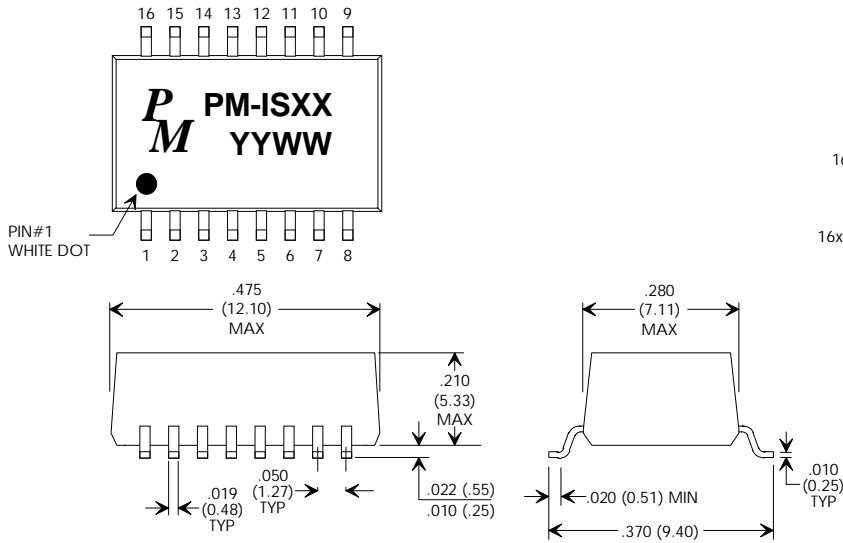 16 15 14 13 12 11 10 9
P
M
PM-ISXX
YYWW
PIN#1
WHITE DOT
1 2 3 4 5 6 7 8
16
16x
.475
(12.10)
MAX
.280
(7.11)
MAX
.210
(5.33)
MAX
.019
(0.48)
TYP
.050
(1.27)
TYP
.022 (.55)
.010 (.25)
.020 (0.51) MIN
.010
(0.25)
TYP
.370 (9.40)